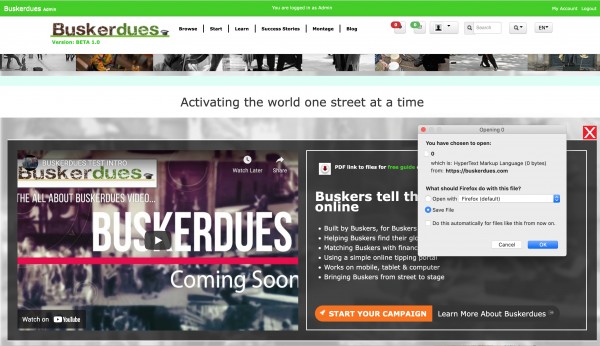 Buskerdues Admin
You are logged in as Admin
My Account Logout
Buskerdues
Version: BETA 1.0
Browse Start Learn Success Stories Montage Blog
0 0 Search EN
Activating the world one street at a time
BUSKERDUES TEST INTRO
Watch Later Share
Buskerdues.
THE ALL ABOUT BUSKERDUES VIDEO...
BUSKERDUES
Coming Soon
Watch on YouTube
PDF link to files for free guide
Buskers tell th
online
• Built by Buskers, for Buskers
• Helping Buskers find their glo
• Matching Buskers with financ
• Using a simple online tipping portal
• Works on mobile, tablet & computer
• Bringing Buskers from street to stage
START YOUR CAMPAIGN Learn More About Buskerdues
Opening 0
You have chosen to open:
0
which is: HyperText Markup Language (0 bytes)
from: https://buskerdues.com
What should Firefox do with this file?
Open with Firefox (default)
Save File
Do this automatically for files like this from now on.
Cancel OK
X